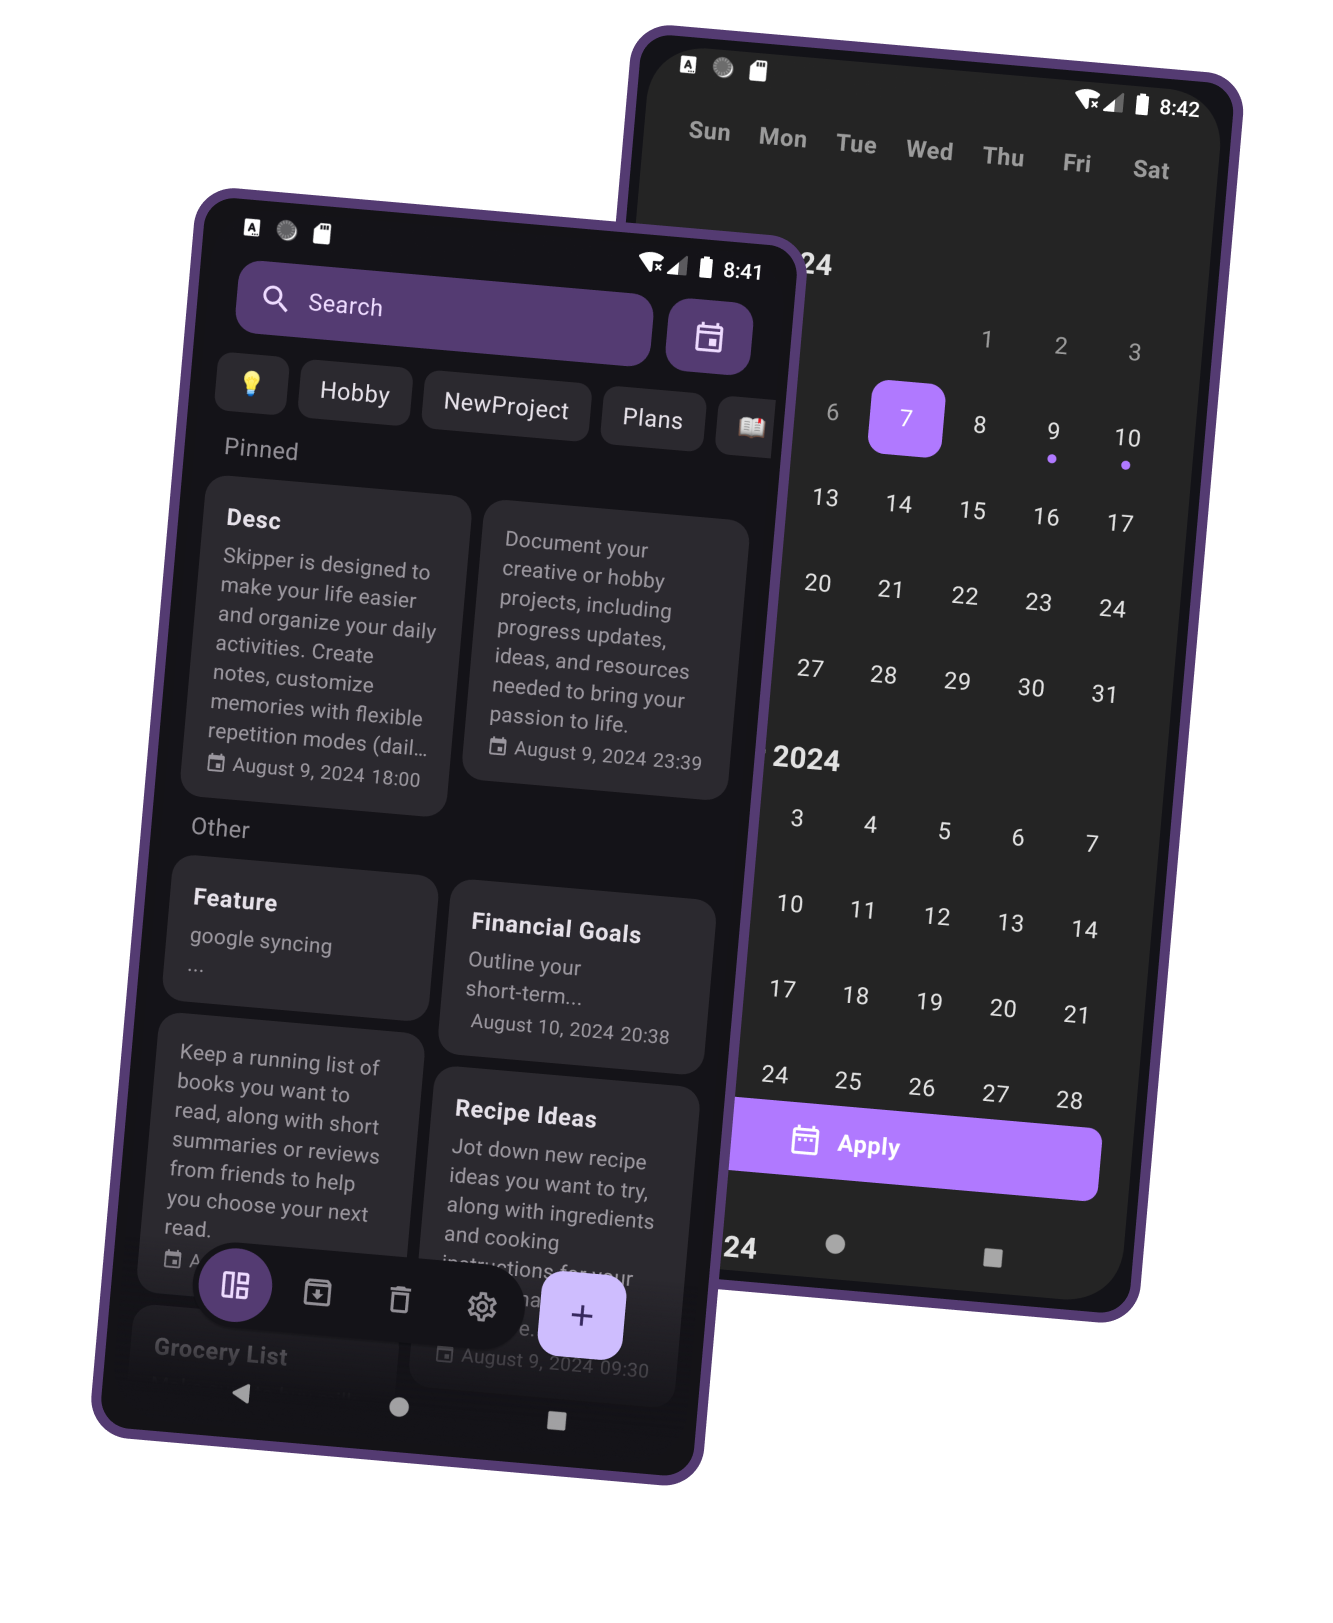 8:41
Search
Hobby
NewProject
Plans
Pinned
Desc
Skipper is designed to
make your life easier
and organize your daily
activities. Create
notes, customize
memories with flexible
repetition modes (dail...
August 9, 2024 18:00
Document your
creative or hobby
projects, including
progress updates,
ideas, and resources
needed to bring your
passion to life.
August 9, 2024 23:39
Other
Feature
google syncing
...
Financial Goals
Outline your
short-term...
August 10, 2024 20:38
Keep a running list of
books you want to
read, along with short
summaries or reviews
from friends to help
you choose your next
read.
A
Recipe Ideas
Jot down new recipe
ideas you want to try,
along with ingredients
and cooking
instructions for your
e.
August 9, 2024 09:30
Grocery List
8:42
Sun Mon Tue Wed Thu Fri Sat
24
1 2 3
6 7 8 9 10
13 14 15 16 17
20 21 22 23 24
27 28 29 30 31
2024
3 4 5 6 7
10 11 12 13 14
17 18 19 20 21
24 25 26 27 28
Apply
24